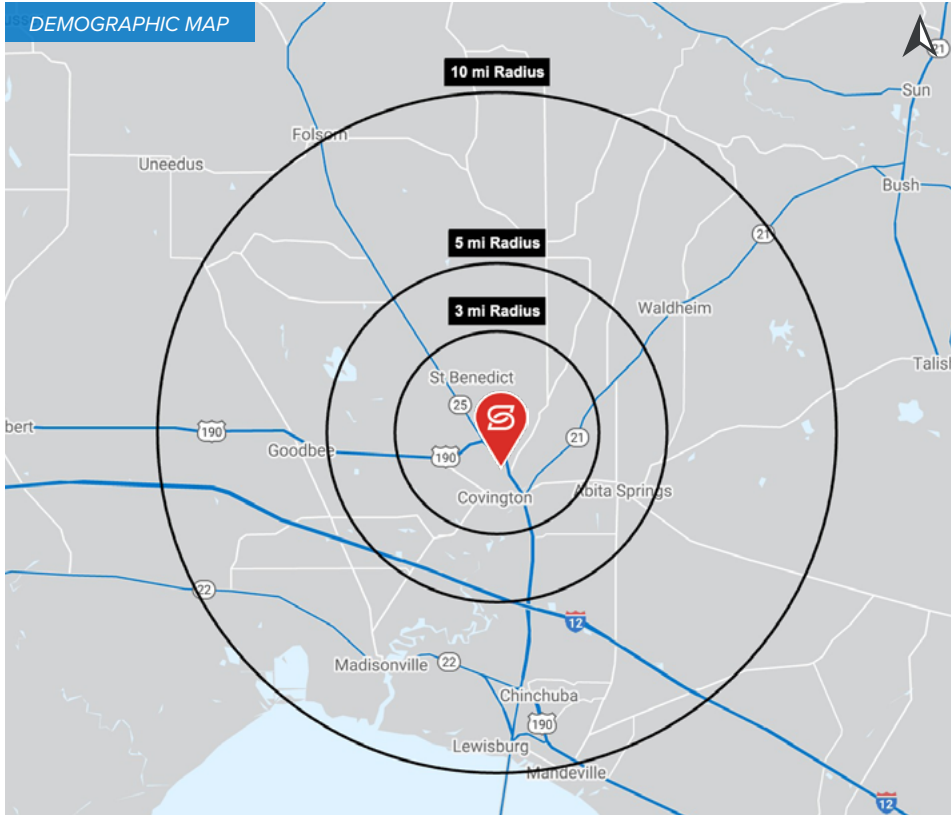 DEMOGRAPHIC MAP
21
10 mi Radius
Sun
Folsom
Uneedus
Bush
21
5 mi Radius
3 mi Radius
Waldheim
Talish
St Benedict
25
bert
190
21
Goodbee
190
Covington
Abita Springs
22
12
Madisonville
22
Chinchuba
190
Lewisburg
Mandeville
12